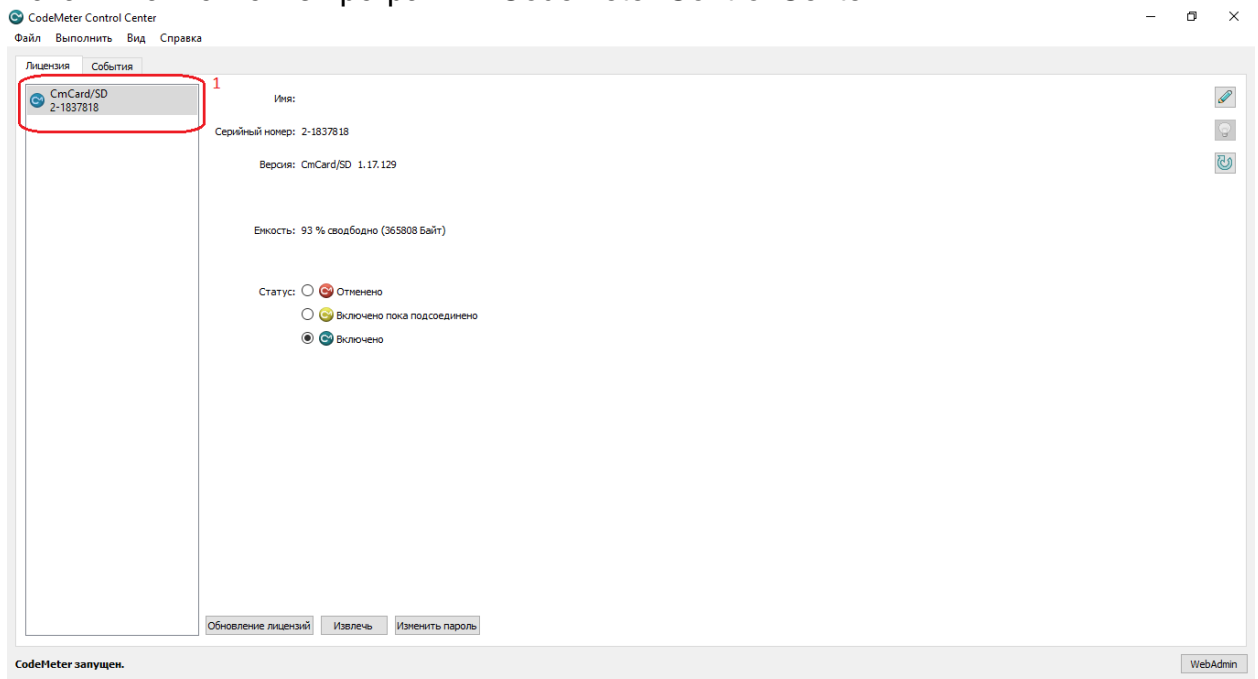 CodeMeter Control Center
Файл Выполнить Вид Справка
Лицензия События
CmCard/SD
2-1837818
1
Имя:
Серийный номер: 2-1837818
Версия: CmCard/SD 1.17.129
Емкость: 93 % сводбодно (365808 Байт)
Статус: Отменено
Включено пока подсоединено
Включено
Обновление лицензий Извлечь Изменить пароль
CodeMeter запущен.
WebAdmin